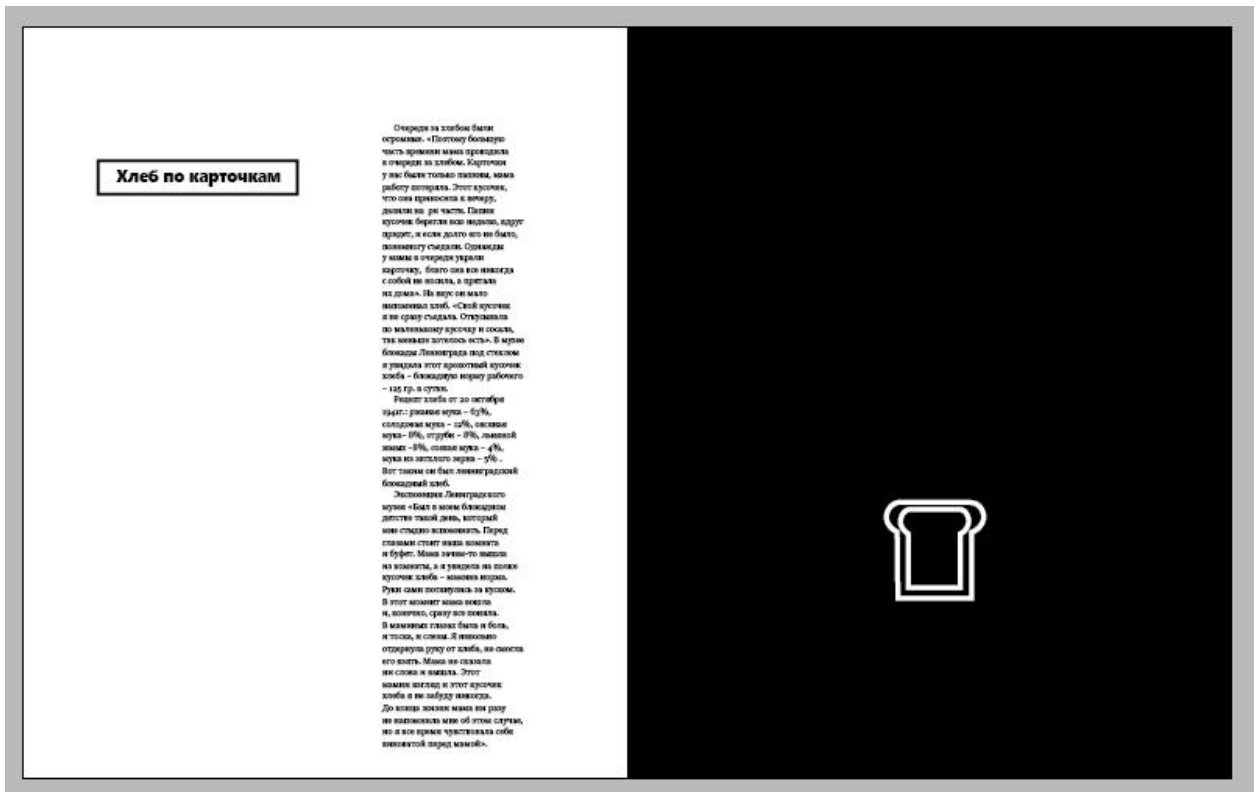 Хлеб по карточкам
Очереди за хлебом были
огромные. «Поэтому большую
часть времени мама проводила
в очереди за хлебом. Карточки
у нас были только папины, мама
работу потеряла. Этот кусочек,
что она приносила к вечеру,
делили на  ри части. Папин
кусочек берегли всю неделю, вдруг
придет, и если долго его не было,
понемногу съедали. Однажды
у мамы в очереди украли
карточку,  благо она все никогда
с собой не носила, а прятала
их дома». На вкус он мало
напоминал хлеб. «Свой кусочек
я не сразу съедала. Откусывала
по маленькому кусочку и сосала,
так меньше хотелось есть». В музее
блокады Ленинграда под стеклом
я увидела этот крохотный кусочек
хлеба – блокадную норму рабочего
– 125 гр. в сутки.
Рецепт хлеба от 20 октября
1941г.: ржаная мука – 63%,
солодовая мука – 12%, овсяная
мука– 8%, отруби – 8%, льняной
жмых –8%, соевая мука – 4%,
мука из затхлого зерна – 5% .
Вот таким он был ленинградский
блокадный хлеб.
Экспозиция Ленинградского
музея «Был в моем блокадном
детстве такой день, который
мне стыдно вспоминать. Перед
глазами стоит наша комната
и буфет. Мама зачем-то вышла
из комнаты, а я увидела на полке
кусочек хлеба – мамина норма.
Руки сами потянулись за куском.
В этот момент мама вошла
и, конечно, сразу все поняла.
В маминых глазах была и боль,
и тоска, и слезы. Я невольно
отдернула руку от хлеба, не смогла
его взять. Мама не сказала
ни слова и вышла. Этот
мамин взгляд и этот кусочек
хлеба я не забуду никогда.
До конца жизни мама ни разу
не напомнила мне об этом случае,
но я все время чувствовала себя
виноватой перед мамой».